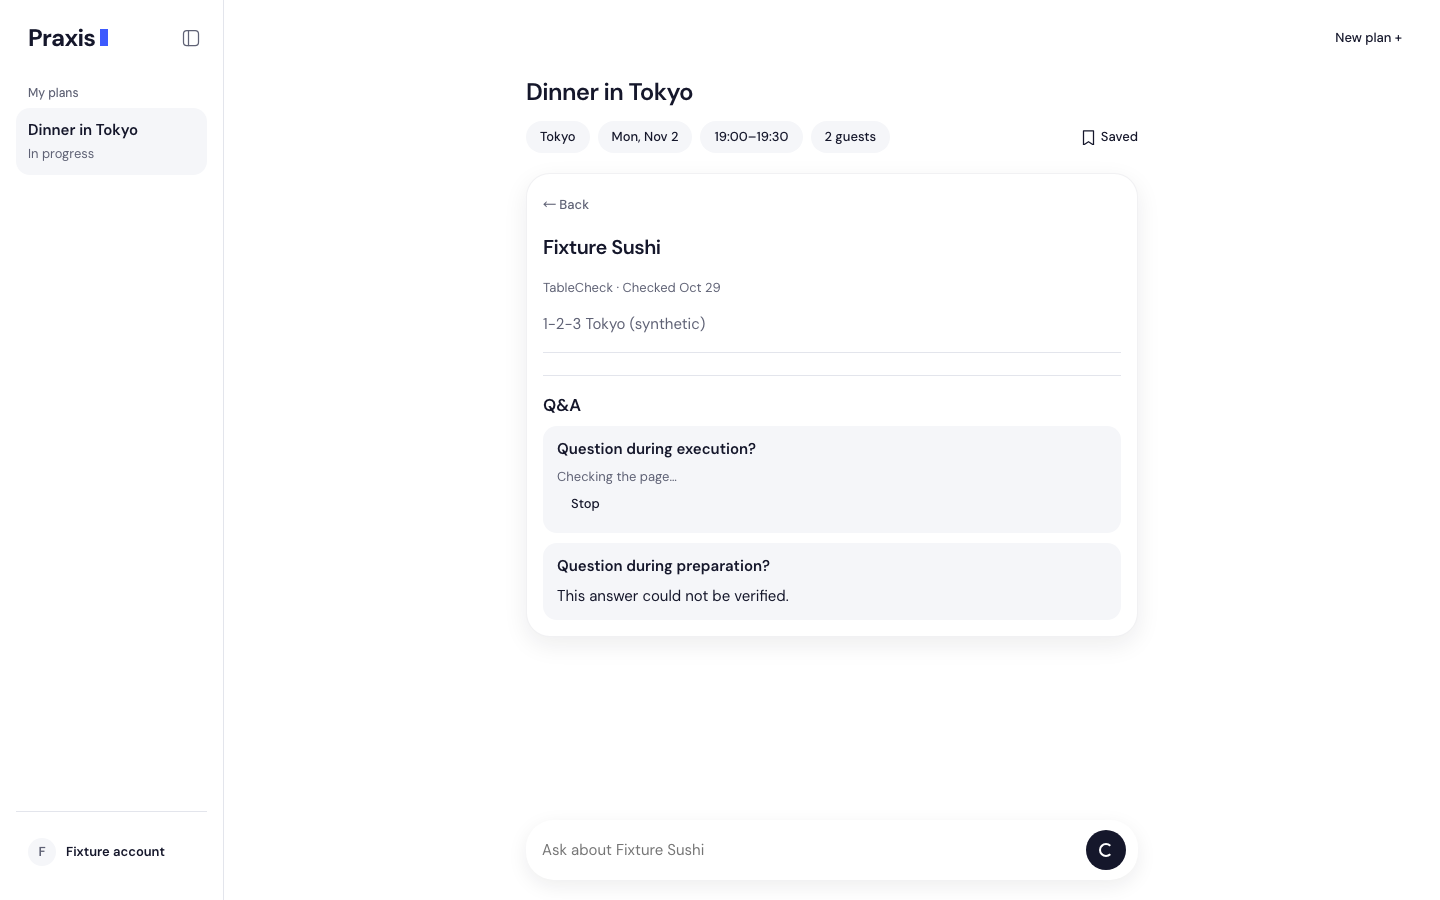 Praxis
New plan +
My plans
Dinner in Tokyo
In progress
Dinner in Tokyo
Tokyo
Mon, Nov 2
19:00–19:30
2 guests
Saved
← Back
Fixture Sushi
TableCheck · Checked Oct 29
1-2-3 Tokyo (synthetic)
Q&A
Question during execution?
Checking the page…
Stop
Question during preparation?
This answer could not be verified.
Ask about Fixture Sushi
F
Fixture account